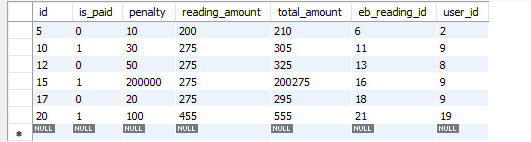 id is_paid penalty reading_amount total_amount eb_reading_id user_id
5 0 10 200 210 6 2
10 1 30 275 305 11 9
12 0 50 275 325 13 8
15 1 200000 275 200275 16 9
17 0 20 275 295 18 9
20 1 100 455 555 21 19
NULL NULL NULL NULL NULL NULL NULL